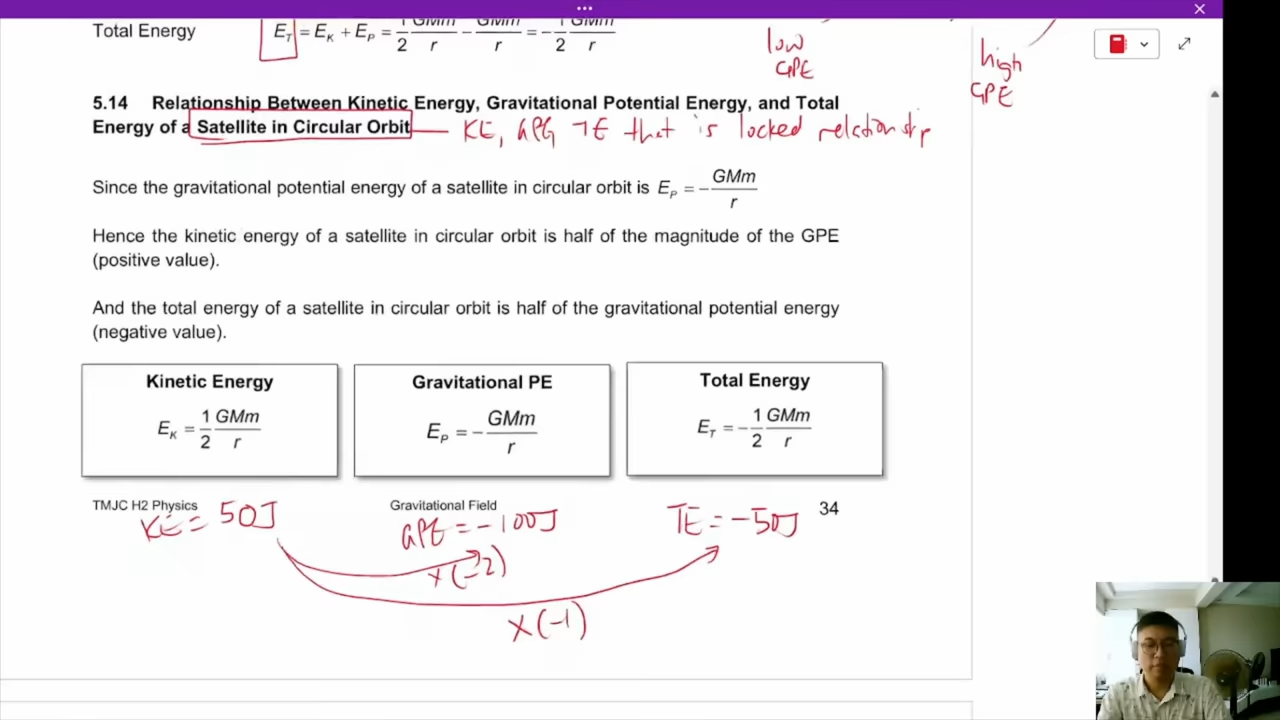 Total Energy E_T = E_K + E_P = 1/2 GMm/r - GMm/r = -1/2 GMm/r
low
GPE
high
GPE
5.14 Relationship Between Kinetic Energy, Gravitational Potential Energy, and Total
Energy of a Satellite in Circular Orbit KE, GPE, TE that is locked relationship
Since the gravitational potential energy of a satellite in circular orbit is E_P = -GMm/r
Hence the kinetic energy of a satellite in circular orbit is half of the magnitude of the GPE
(positive value).
And the total energy of a satellite in circular orbit is half of the gravitational potential energy
(negative value).
Kinetic Energy
E_K = 1/2 GMm/r
Gravitational PE
E_P = -GMm/r
Total Energy
E_T = -1/2 GMm/r
TMJC H2 Physics Gravitational Field 34
KE = 50J GPE = -100J TE = -50J
x(-2)
x(-1)